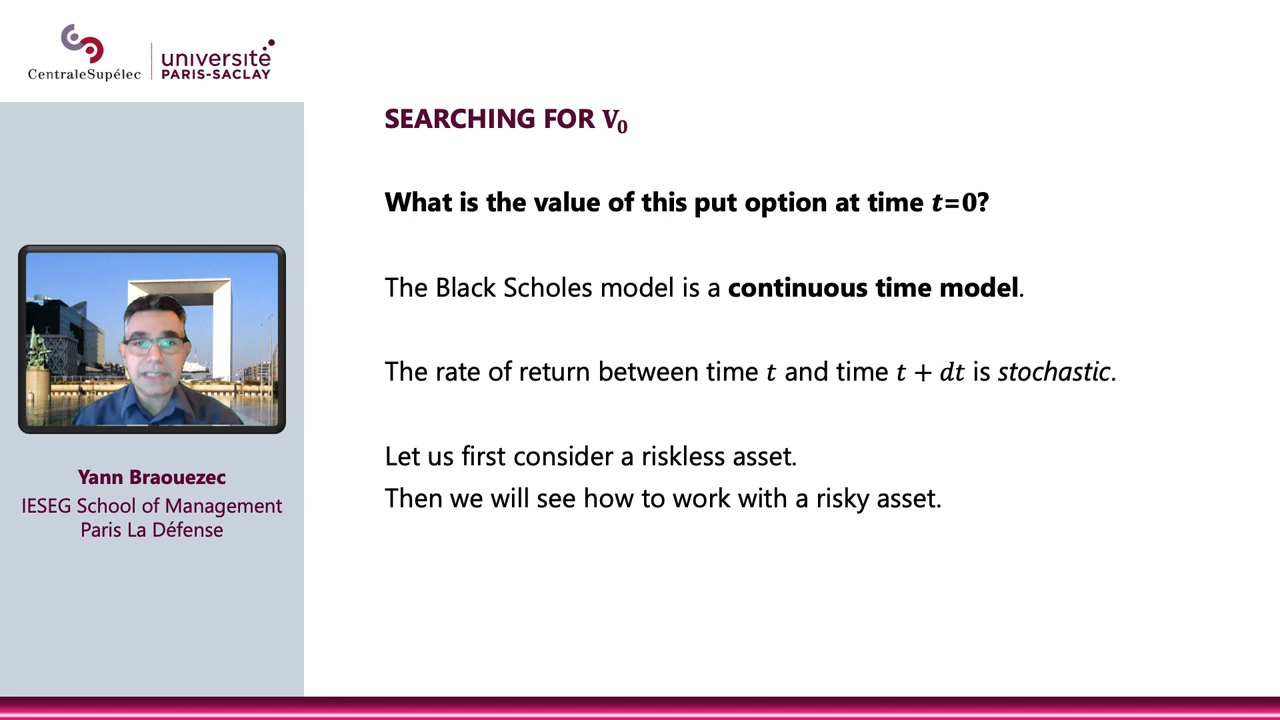 CentraleSupélec
université
PARIS-SACLAY
SEARCHING FOR V₀
What is the value of this put option at time t=0?
The Black Scholes model is a continuous time model.
The rate of return between time t and time t + dt is stochastic.
Let us first consider a riskless asset.
Then we will see how to work with a risky asset.
Yann Braouezec
IESEG School of Management
Paris La Défense